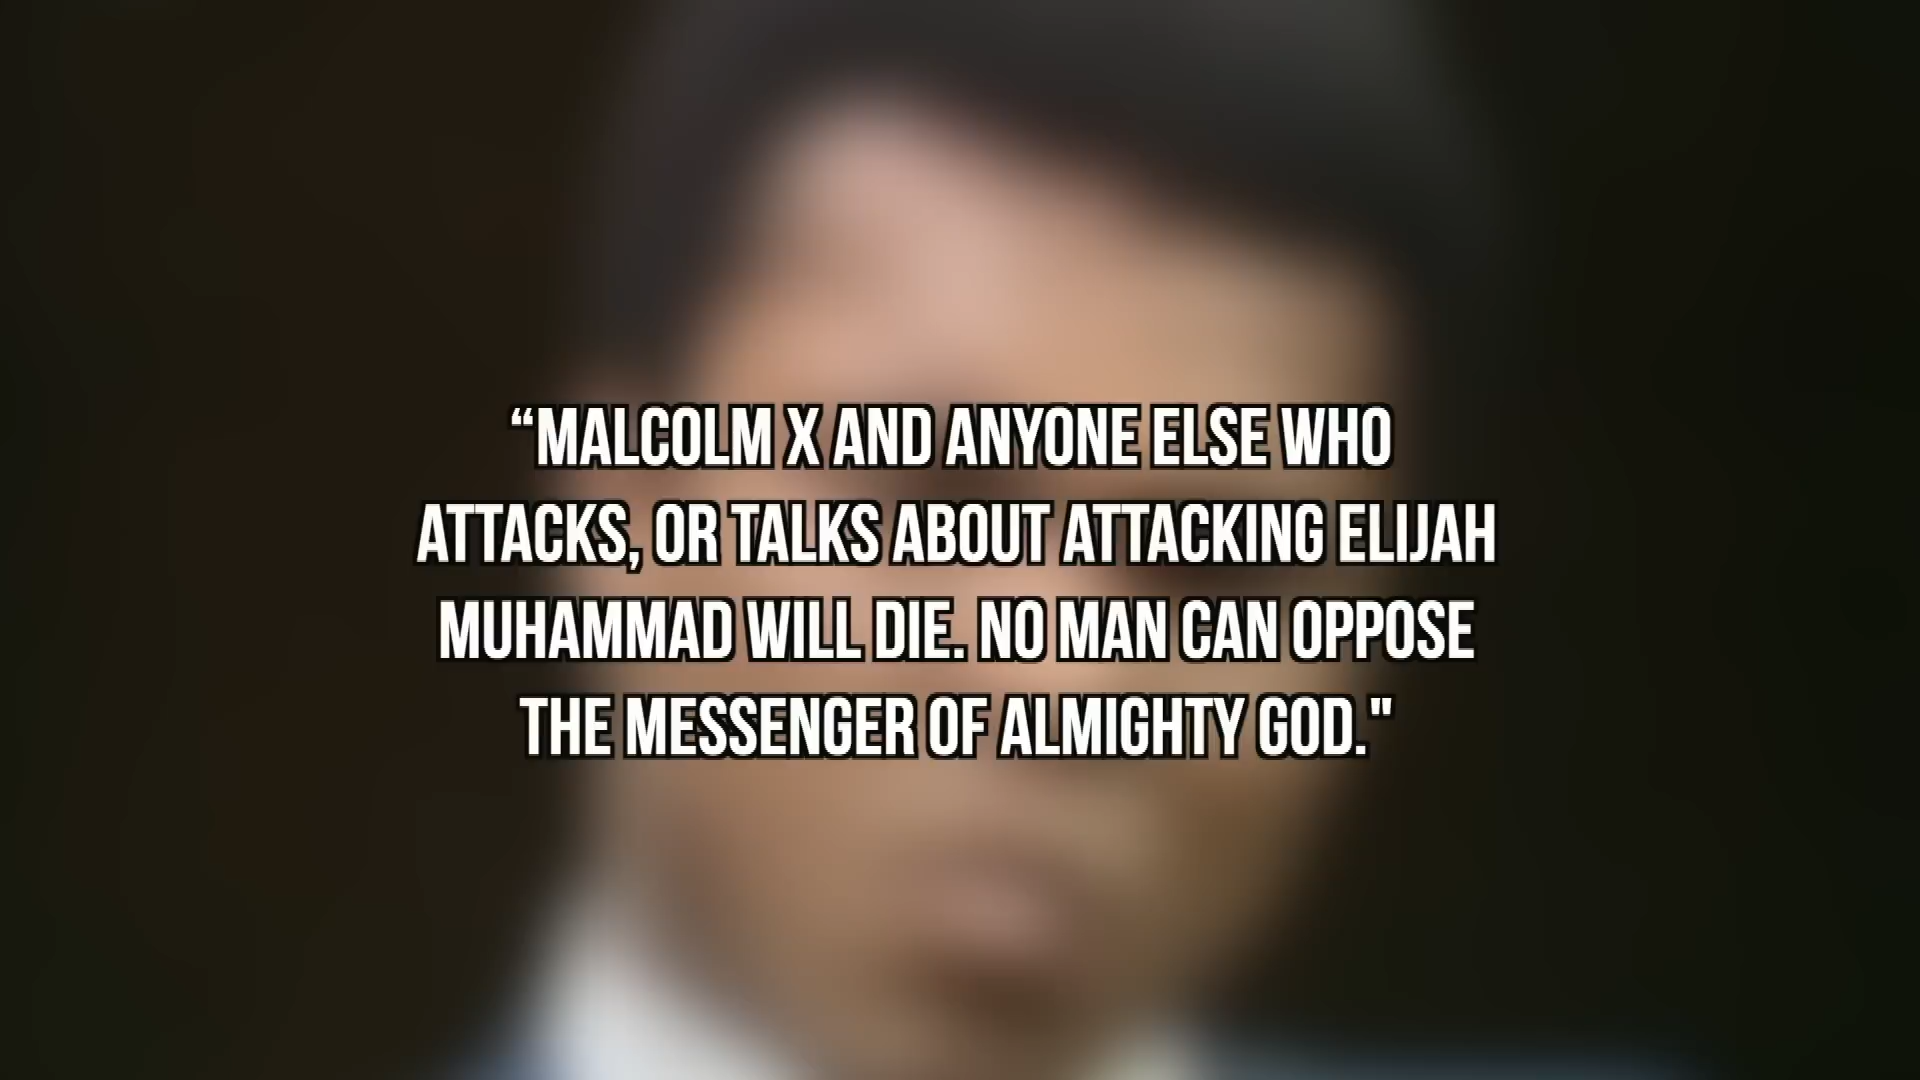 “MALCOLM X AND ANYONE ELSE WHO
ATTACKS, OR TALKS ABOUT ATTACKING ELIJAH
MUHAMMAD WILL DIE. NO MAN CAN OPPOSE
THE MESSENGER OF ALMIGHTY GOD."